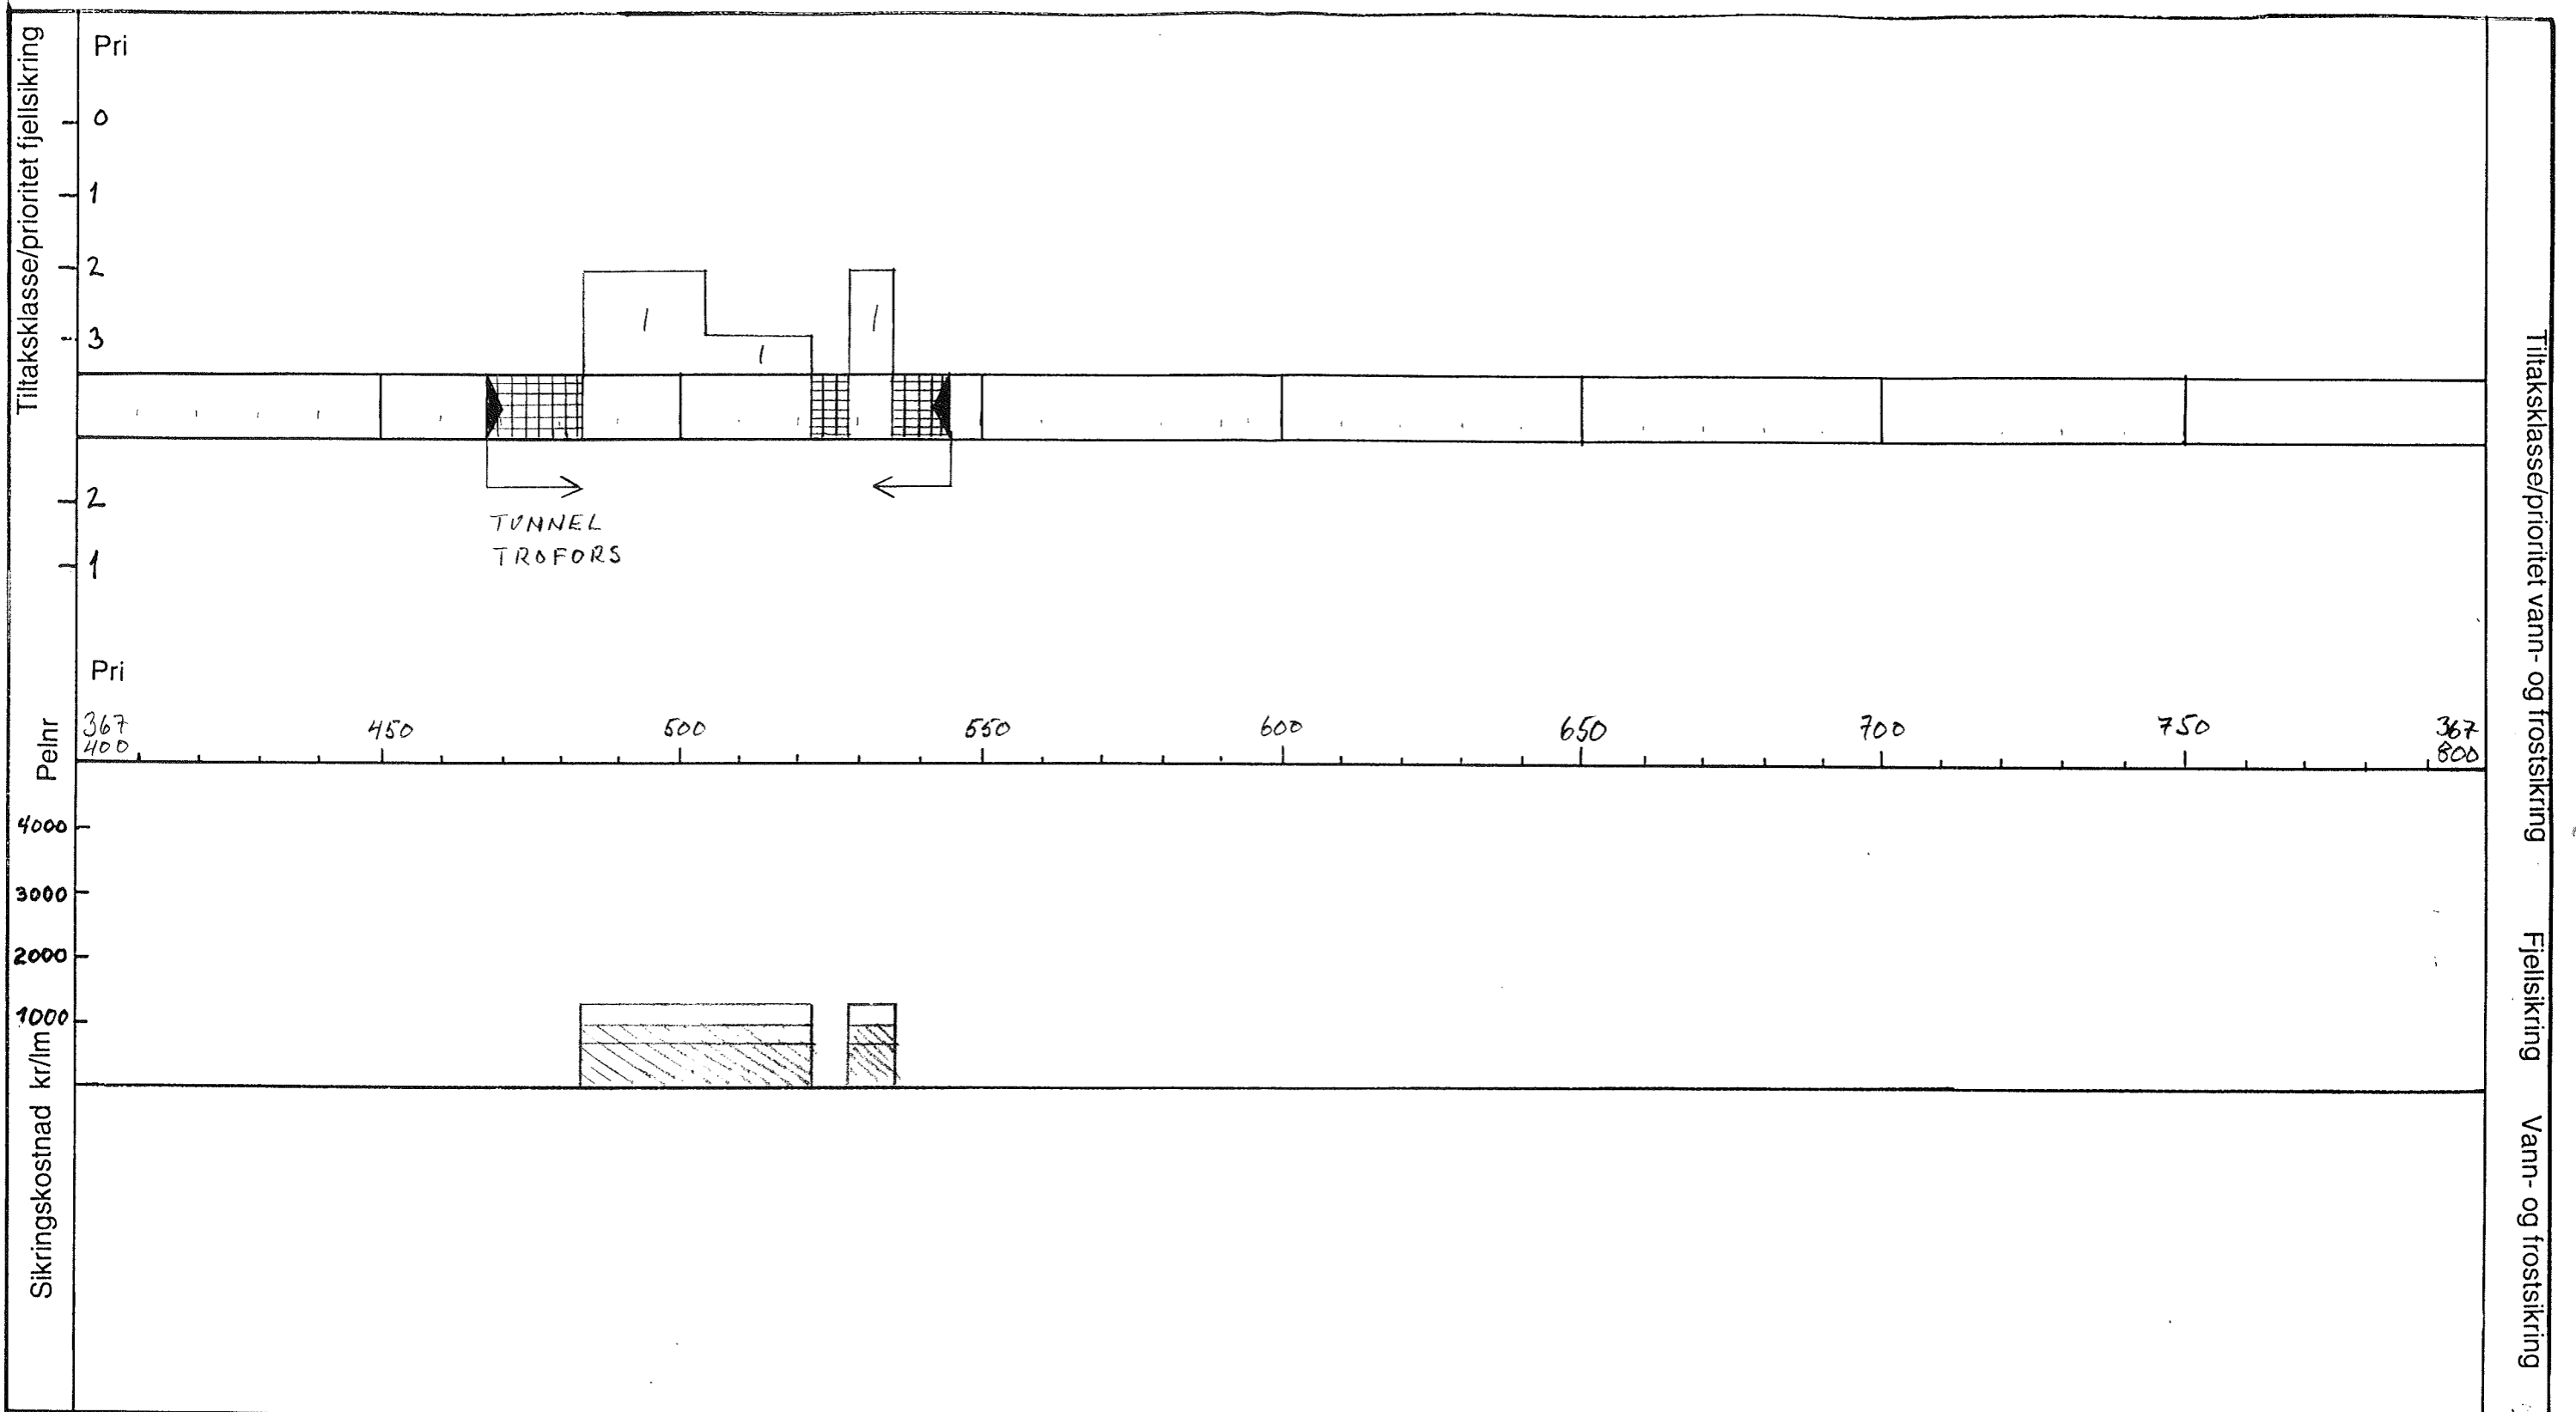 Tiltaksklasse/prioritet fjellsikring
Pri
0
1
2
3
1
1
1
2
1
TUNNEL
TROFORS
Pri
Pelnr
367
400
450
500
550
600
650
700
750
367
800
4000
3000
2000
1000
Sikringskostnad kr/lm
Tiltaksklasse/prioritet vann- og frostsikring
Fjellsikring
Vann- og frostsikring